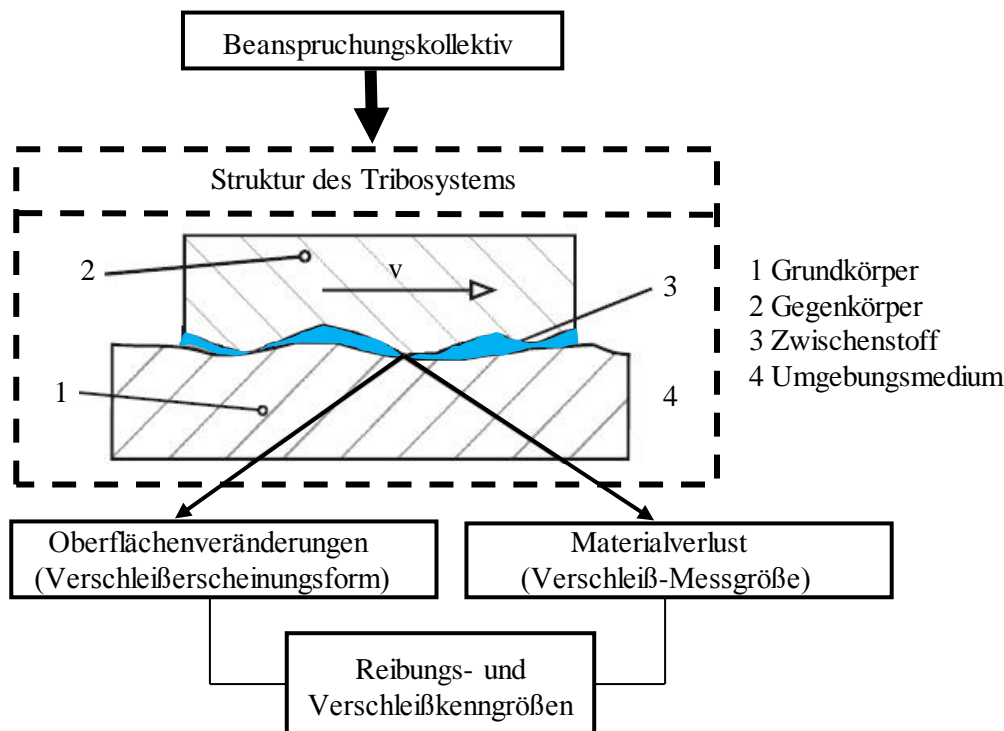 Beanspruchungskollektiv
Struktur des Tribosystems
2
v
3
1
4
1 Grundkörper
2 Gegenkörper
3 Zwischenstoff
4 Umgebungsmedium
Oberflächenveränderungen
(Verschleißerscheinungsform)
Materialverlust
(Verschleiß-Messgröße)
Reibungs- und
Verschleißkenngrößen